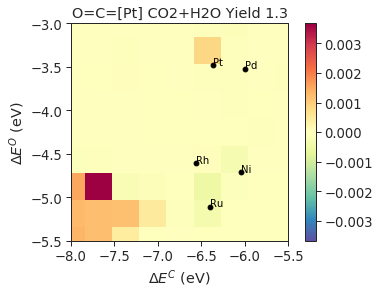 O=C=[Pt] CO2+H2O Yield 1.3
−3.0
−3.5
−4.0
−4.5
−5.0
−5.5
ΔE^O (eV)
Pt
Pd
Rh
Ni
Ru
−8.0 −7.5 −7.0 −6.5 −6.0 −5.5
ΔE^C (eV)
0.003
0.002
0.001
0.000
−0.001
−0.002
−0.003